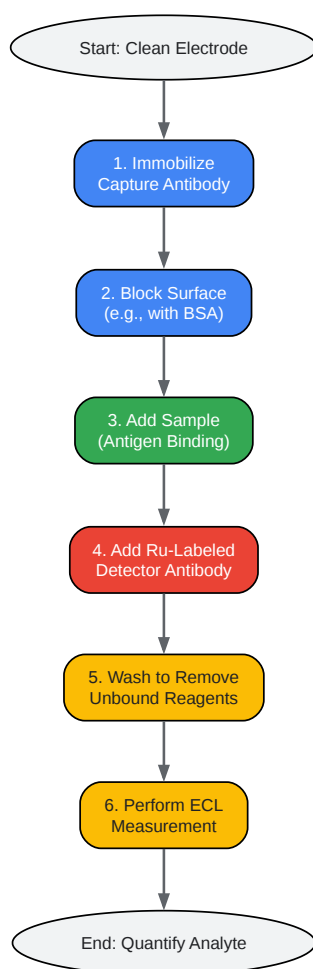 Start: Clean Electrode
1. Immobilize
Capture Antibody
2. Block Surface
(e.g., with BSA)
3. Add Sample
(Antigen Binding)
4. Add Ru-Labeled
Detector Antibody
5. Wash to Remove
Unbound Reagents
6. Perform ECL
Measurement
End: Quantify Analyte